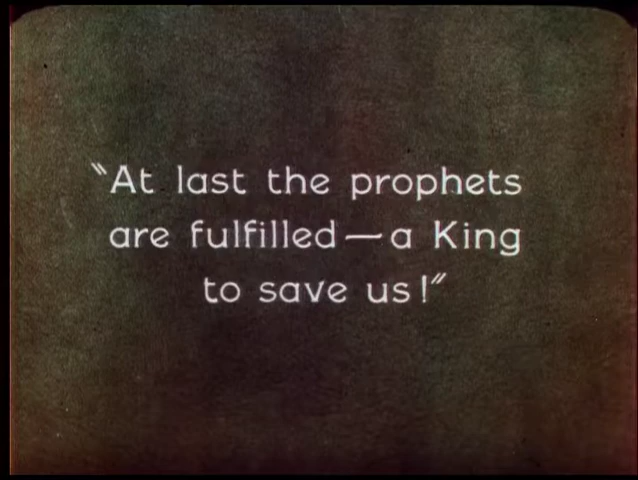 "At last the prophets
are fulfilled—a King
to save us!"